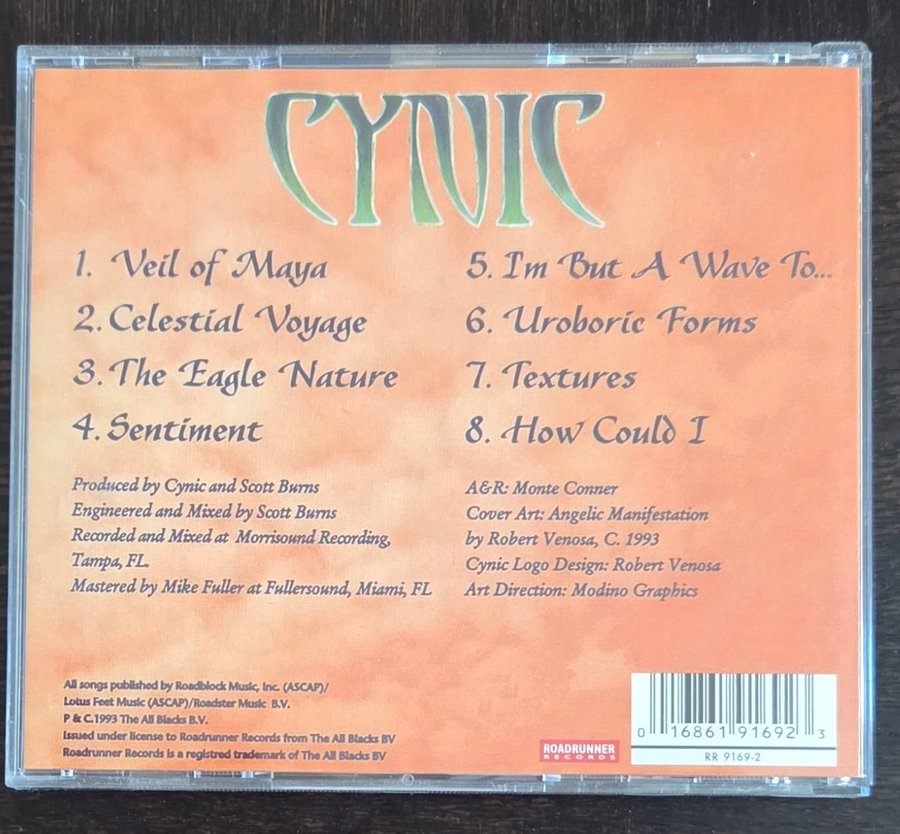 CYNIC
1. Veil of Maya
2. Celestial Voyage
3. The Eagle Nature
4. Sentiment
5. I'm But A Wave To...
6. Uroboric Forms
7. Textures
8. How Could I
Produced by Cynic and Scott Burns
Engineered and Mixed by Scott Burns
Recorded and Mixed at Morrisound Recording,
Tampa, FL.
Mastered by Mike Fuller at Fullersound, Miami, FL
A&R: Monte Conner
Cover Art: Angelic Manifestation
by Robert Venosa, C. 1993
Cynic Logo Design: Robert Venosa
Art Direction: Modino Graphics
All songs published by Roadblock Music, Inc. (ASCAP)/
Lotus Feet Music (ASCAP)/Roadster Music B.V.
P & C.1993 The All Blacks B.V.
Issued under license to Roadrunner Records from The All Blacks BV
Roadrunner Records is a registred trademark of The All Blacks BV
ROADRUNNER
RECORDS
0 16861 91692 3
RR 9169-2